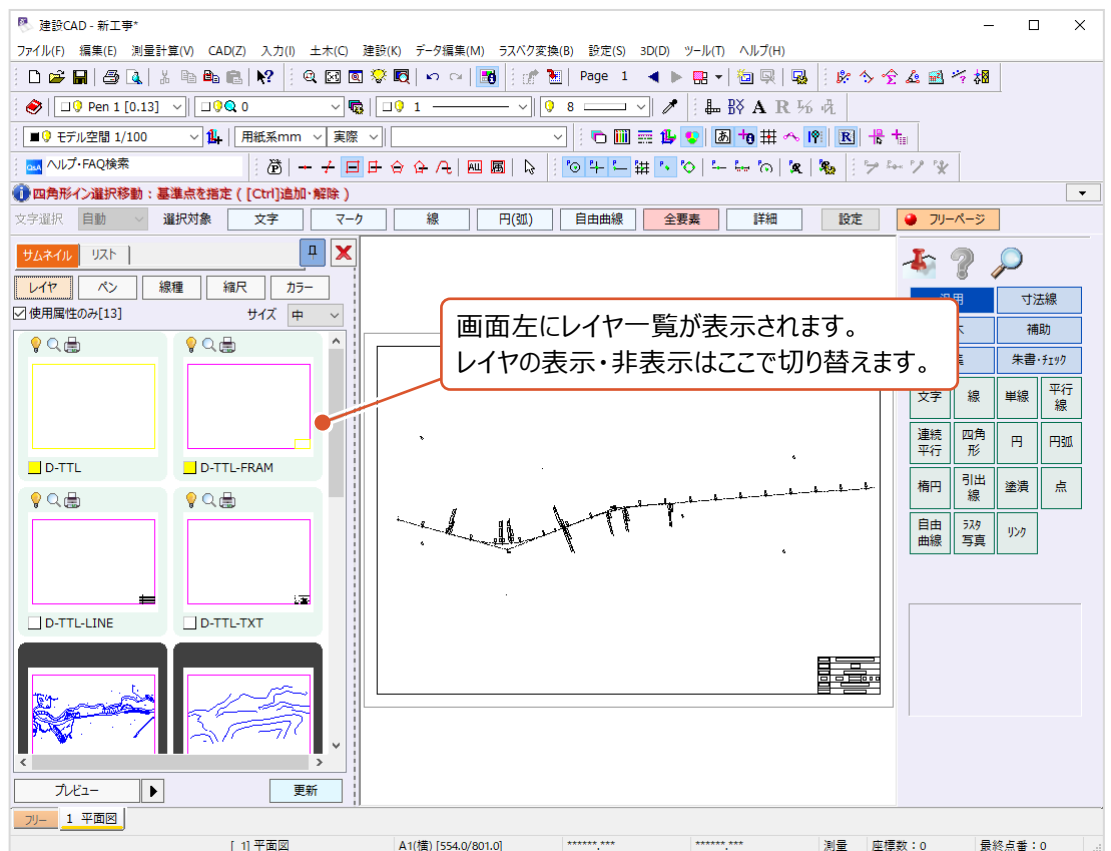 建設CAD - 新工事*
ファイル(F) 編集(E) 測量計算(V) CAD(Z) 入力(I) 土木(C) 建設(K) データ編集(M) ラスベク変換(B) 設定(S) 3D(D) ツール(T) ヘルプ(H)
Page 1
Pen 1 [0.13] 0 1 8
A R
モデル空間 1/100 用紙系mm 実際 あ R
Q&A ヘルプ・FAQ検索 ALL
四角形イン選択移動：基準点を指定 ( [Ctrl]追加・解除 )
文字選択 自動 選択対象 文字 マーク 線 円(弧) 自由曲線 全要素 詳細 設定 フリーページ
サムネイル リスト
レイヤ ペン 線種 縮尺 カラー
使用属性のみ[13] サイズ 中
画面左にレイヤ一覧が表示されます。
レイヤの表示・非表示はここで切り替えます。
D-TTL D-TTL-FRAM
D-TTL-LINE D-TTL-TXT
プレビュー 更新
用 寸法線
補助
朱書・チェック
文字 線 単線 平行線
連続平行 四角形 円 円弧
楕円 引出線 塗潰 点
自由曲線 ラスタ写真 リンク
フリー 1 平面図
[ 1] 平面図 A1(横) [554.0/801.0] ******.*** ******.*** 測量 座標数：0 最終点番：0